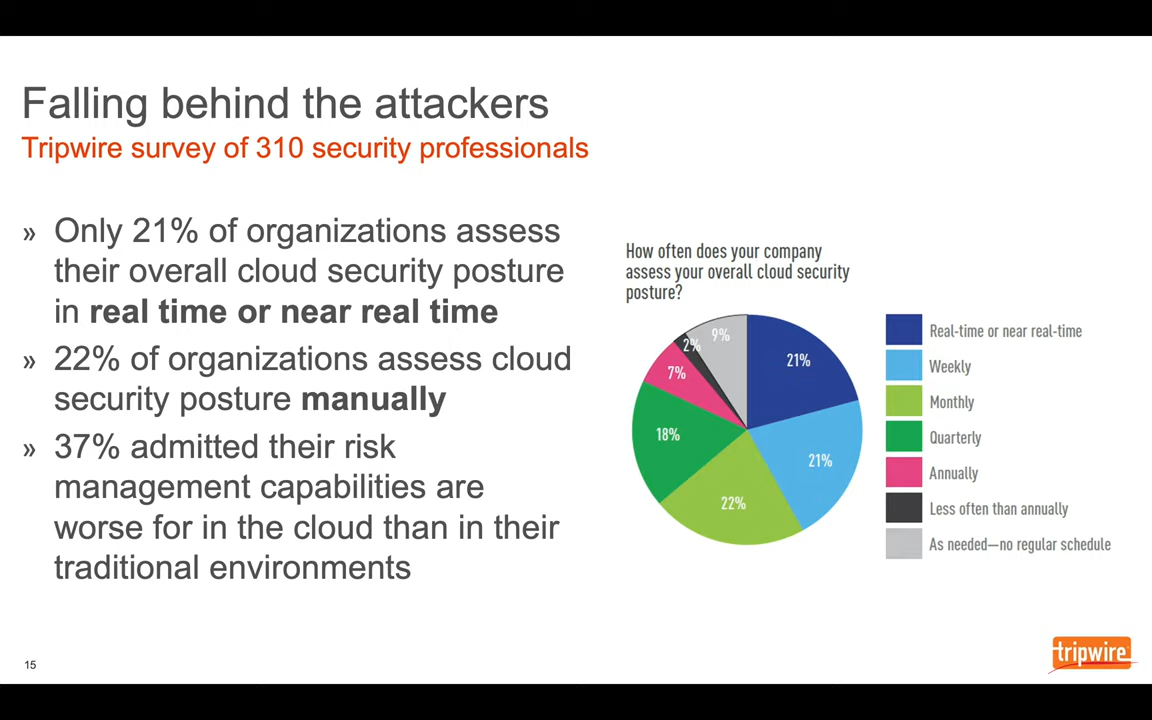 Falling behind the attackers
Tripwire survey of 310 security professionals
» Only 21% of organizations assess
their overall cloud security posture
in real time or near real time
» 22% of organizations assess cloud
security posture manually
» 37% admitted their risk
management capabilities are
worse for in the cloud than in their
traditional environments
How often does your company
assess your overall cloud security
posture?
21%
21%
22%
18%
7%
2%
9%
Real-time or near real-time
Weekly
Monthly
Quarterly
Annually
Less often than annually
As needed—no regular schedule
15
tripwire